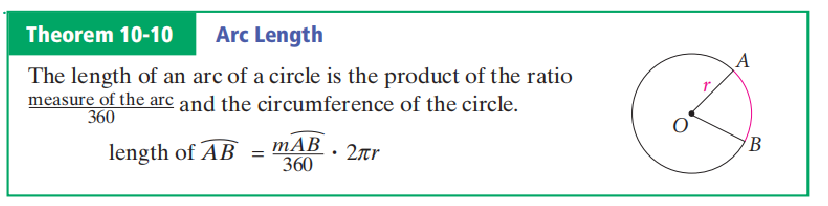 Theorem 10-10 Arc Length
The length of an arc of a circle is the product of the ratio
measure of the arc
360
and the circumference of the circle.
length of AB = mAB/360 · 2πr
A
r
O
B